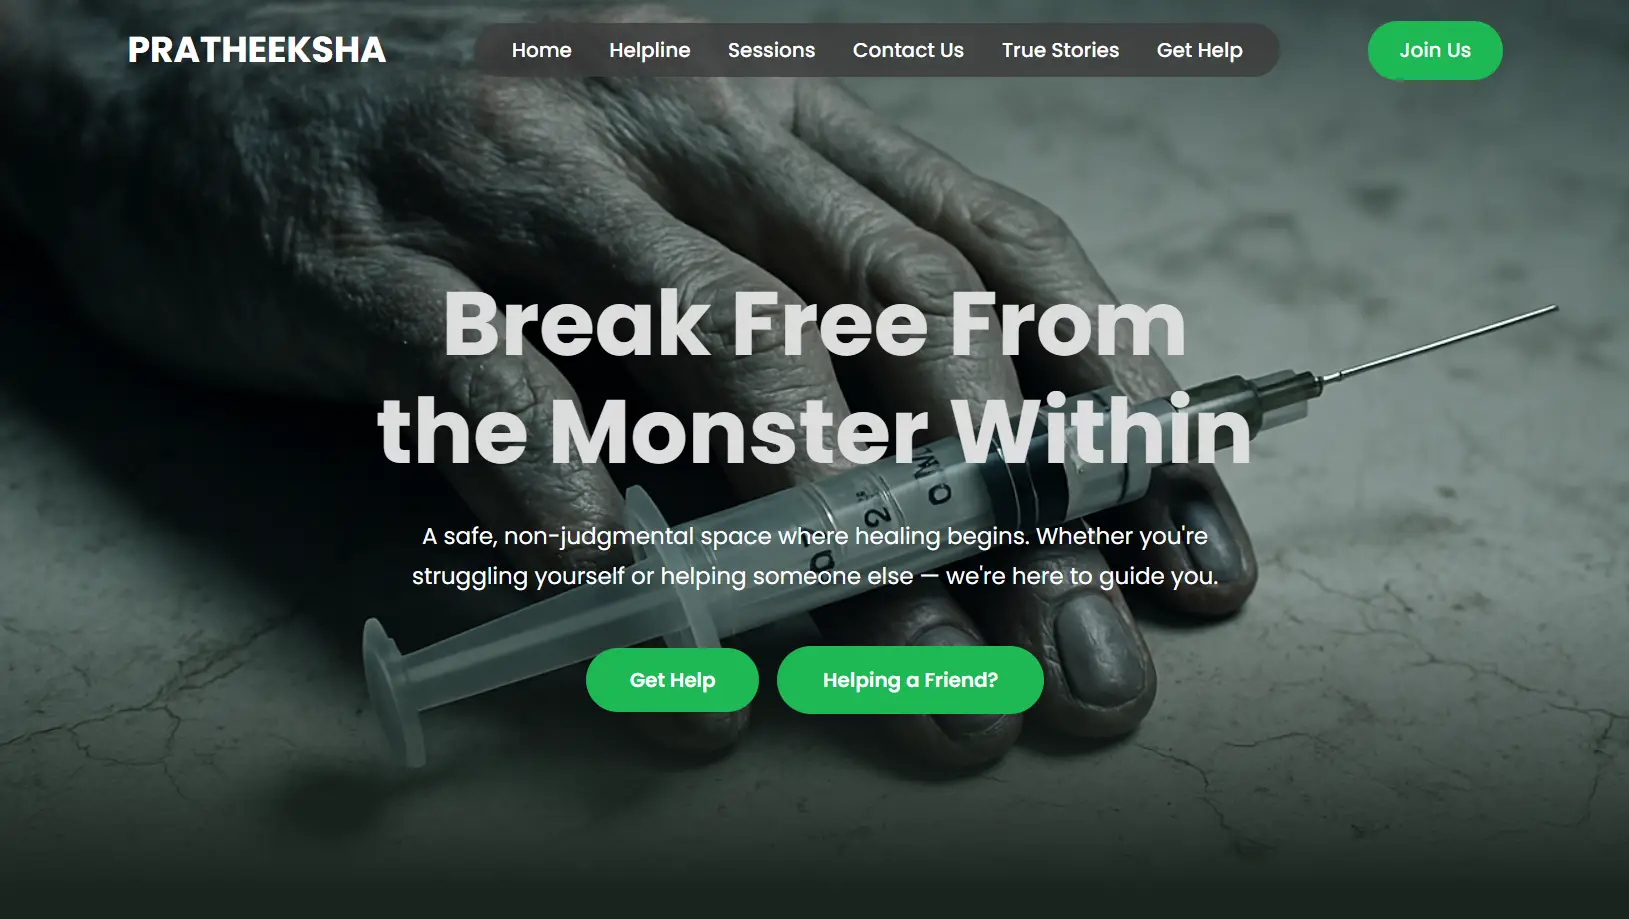 PRATHEEKSHA
Home Helpline Sessions Contact Us True Stories Get Help
Join Us
Break Free From
the Monster Within
A safe, non-judgmental space where healing begins. Whether you're
struggling yourself or helping someone else — we're here to guide you.
Get Help
Helping a Friend?